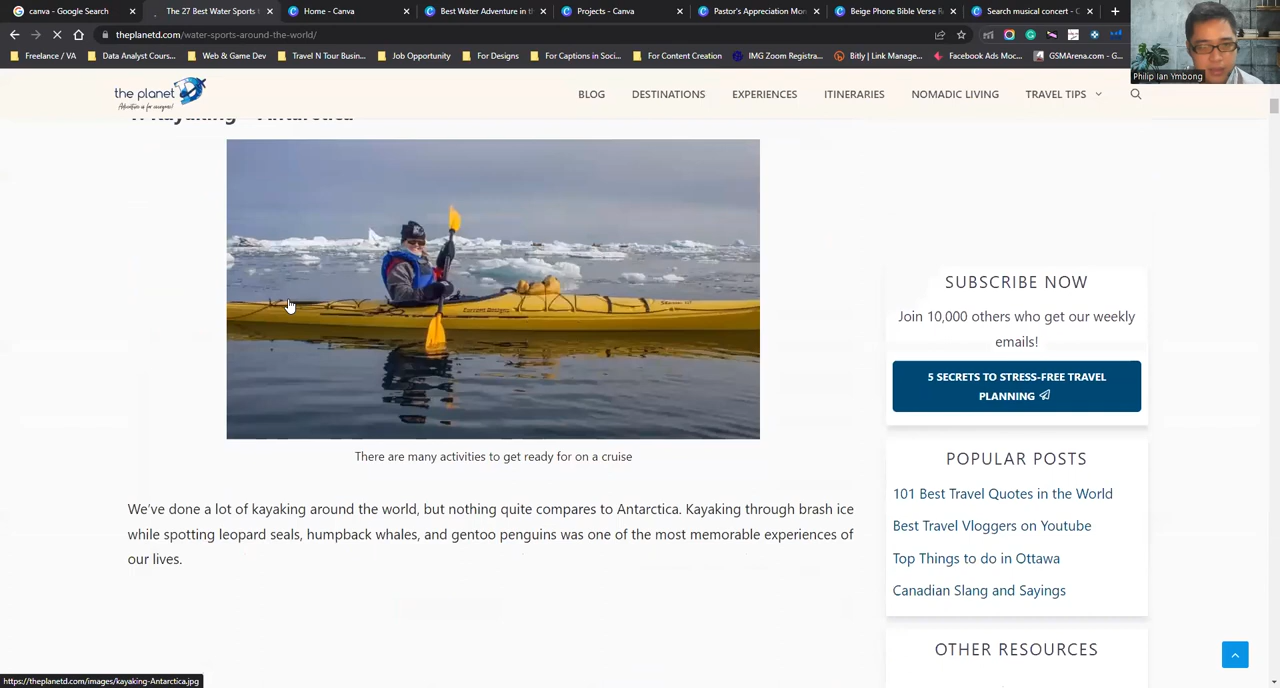 canva - Google Search
The 27 Best Water Sports
Home - Canva
Best Water Adventure in th
Projects - Canva
Pastor's Appreciation Mon
Beige Phone Bible Verse R
Search musical concert - C
theplanetd.com/water-sports-around-the-world/
Freelance / VA
Web & Game Dev
Data Analyst Cours...
Travel N Tour Busin...
Job Opportunity
For Designs
For Captions in Soci...
For Content Creation
IMG Zoom Registra...
Bitly | Link Manage...
Facebook Ads Moc...
GSMArena.com - G...
Philip Ian Ymbong
the planet D
Adventure is for everyone!
BLOG
DESTINATIONS
EXPERIENCES
ITINERARIES
NOMADIC LIVING
TRAVEL TIPS
1. Kayaking - Antarctica
There are many activities to get ready for on a cruise
We've done a lot of kayaking around the world, but nothing quite compares to Antarctica. Kayaking through brash ice
while spotting leopard seals, humpback whales, and gentoo penguins was one of the most memorable experiences of
our lives.
SUBSCRIBE NOW
Join 10,000 others who get our weekly
emails!
5 SECRETS TO STRESS-FREE TRAVEL
PLANNING
POPULAR POSTS
101 Best Travel Quotes in the World
Best Travel Vloggers on Youtube
Top Things to do in Ottawa
Canadian Slang and Sayings
OTHER RESOURCES
https://theplanetd.com/images/kayaking-Antarctica.jpg